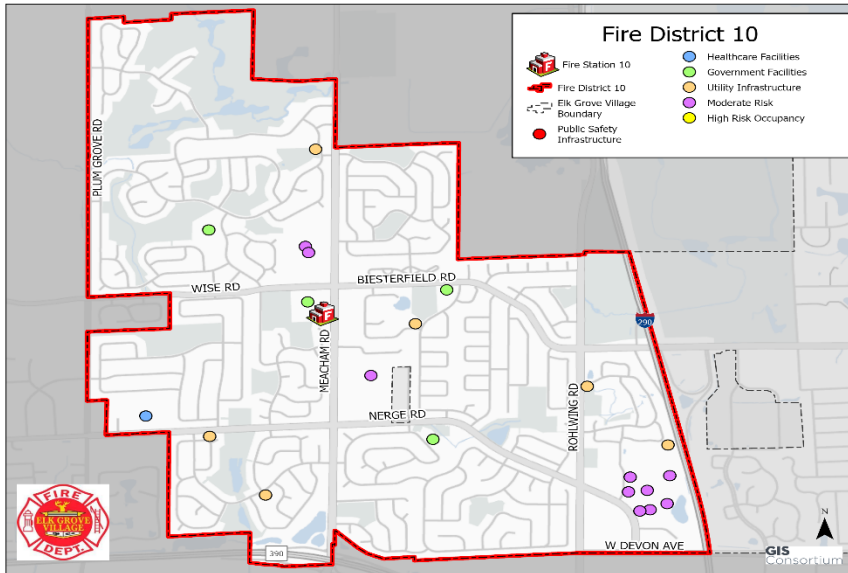 Fire District 10
Fire Station 10
Fire District 10
Elk Grove Village
Boundary
Public Safety
Infrastructure
Healthcare Facilities
Government Facilities
Utility Infrastructure
Moderate Risk
High Risk Occupancy
PLUM GROVE RD
WISE RD
BIESTERFIELD RD
MEACHAM RD
290
NERGE RD
ROHLWING RD
W DEVON AVE
390
FIRE
ELK GROVE
VILLAGE
DEPT.
N
GIS
Consortium